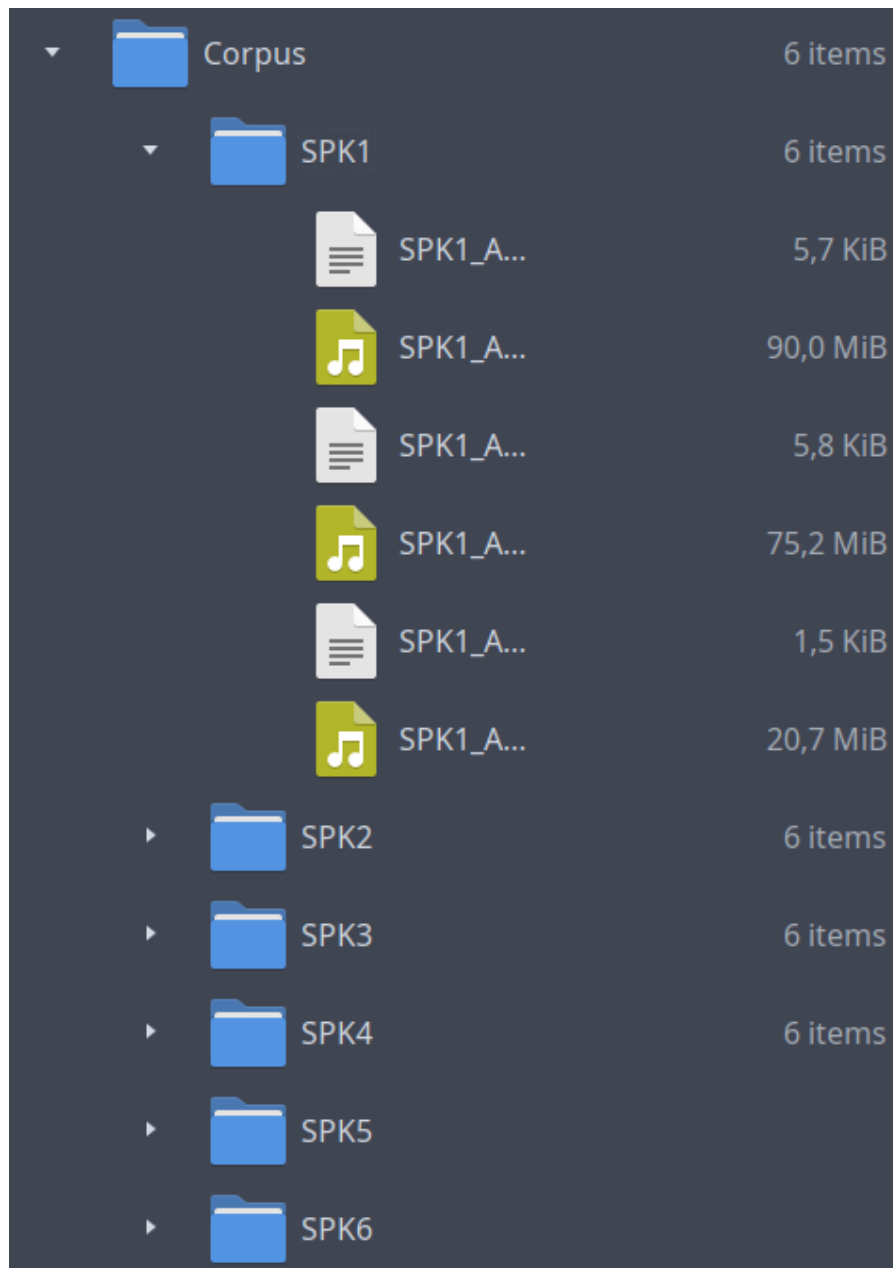 Corpus 6 items
SPK1 6 items
SPK1_A... 5,7 KiB
SPK1_A... 90,0 MiB
SPK1_A... 5,8 KiB
SPK1_A... 75,2 MiB
SPK1_A... 1,5 KiB
SPK1_A... 20,7 MiB
SPK2 6 items
SPK3 6 items
SPK4 6 items
SPK5
SPK6